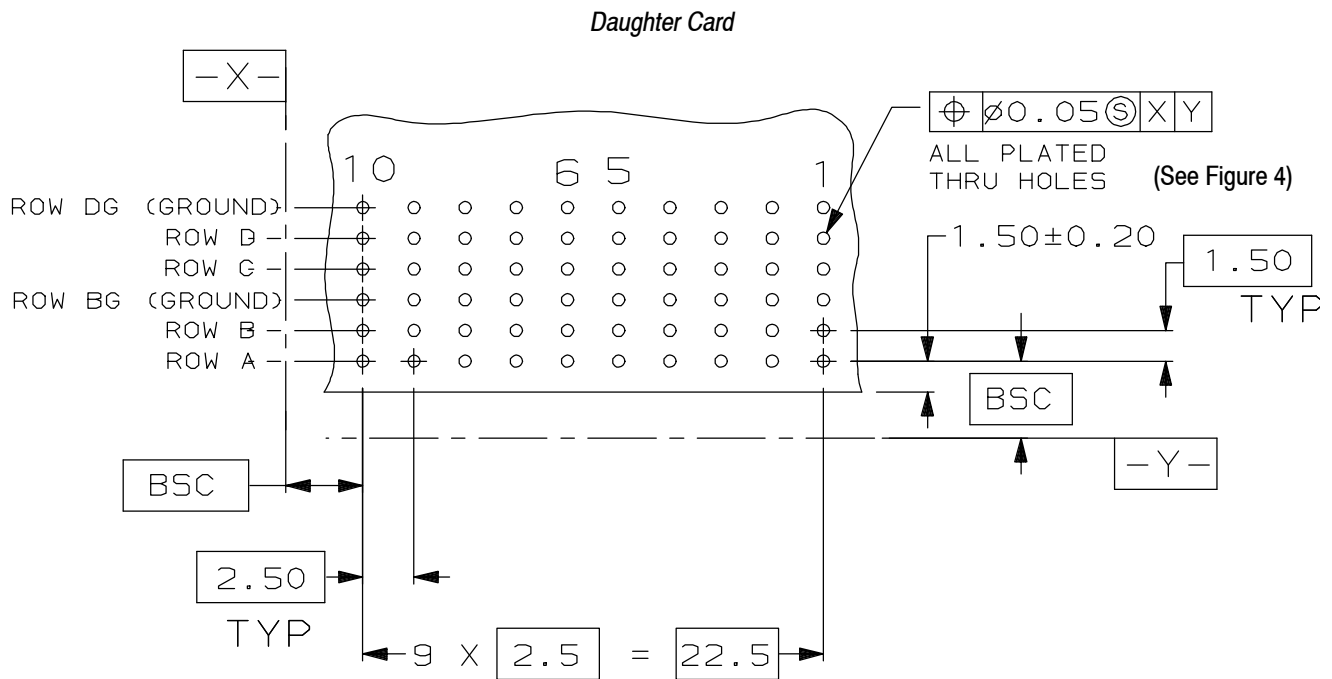 Daughter Card
-X-
⌖ ⌀0.05Ⓢ X Y
ALL PLATED
THRU HOLES
(See Figure 4)
10 6 5 1
ROW DG (GROUND)
ROW D
ROW C
ROW BG (GROUND)
ROW B
ROW A
1.50±0.20
1.50
TYP
BSC
-Y-
BSC
2.50
TYP
9 X 2.5 = 22.5